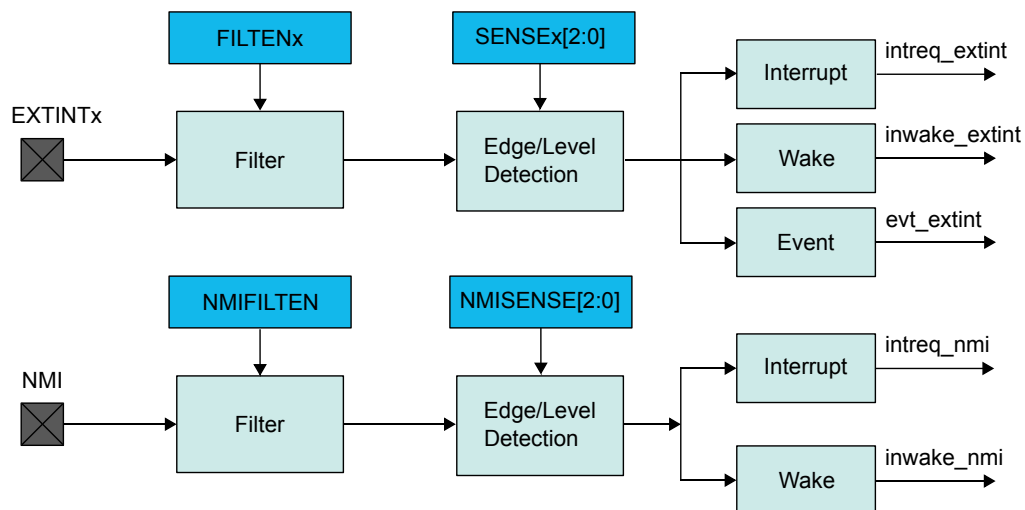 FILTENx
SENSEx[2:0]
intreq_extint
Interrupt
EXTINTx
Filter
Edge/Level
Detection
inwake_extint
Wake
evt_extint
Event
NMIFILTEN
NMISENSE[2:0]
intreq_nmi
Interrupt
NMI
Filter
Edge/Level
Detection
inwake_nmi
Wake